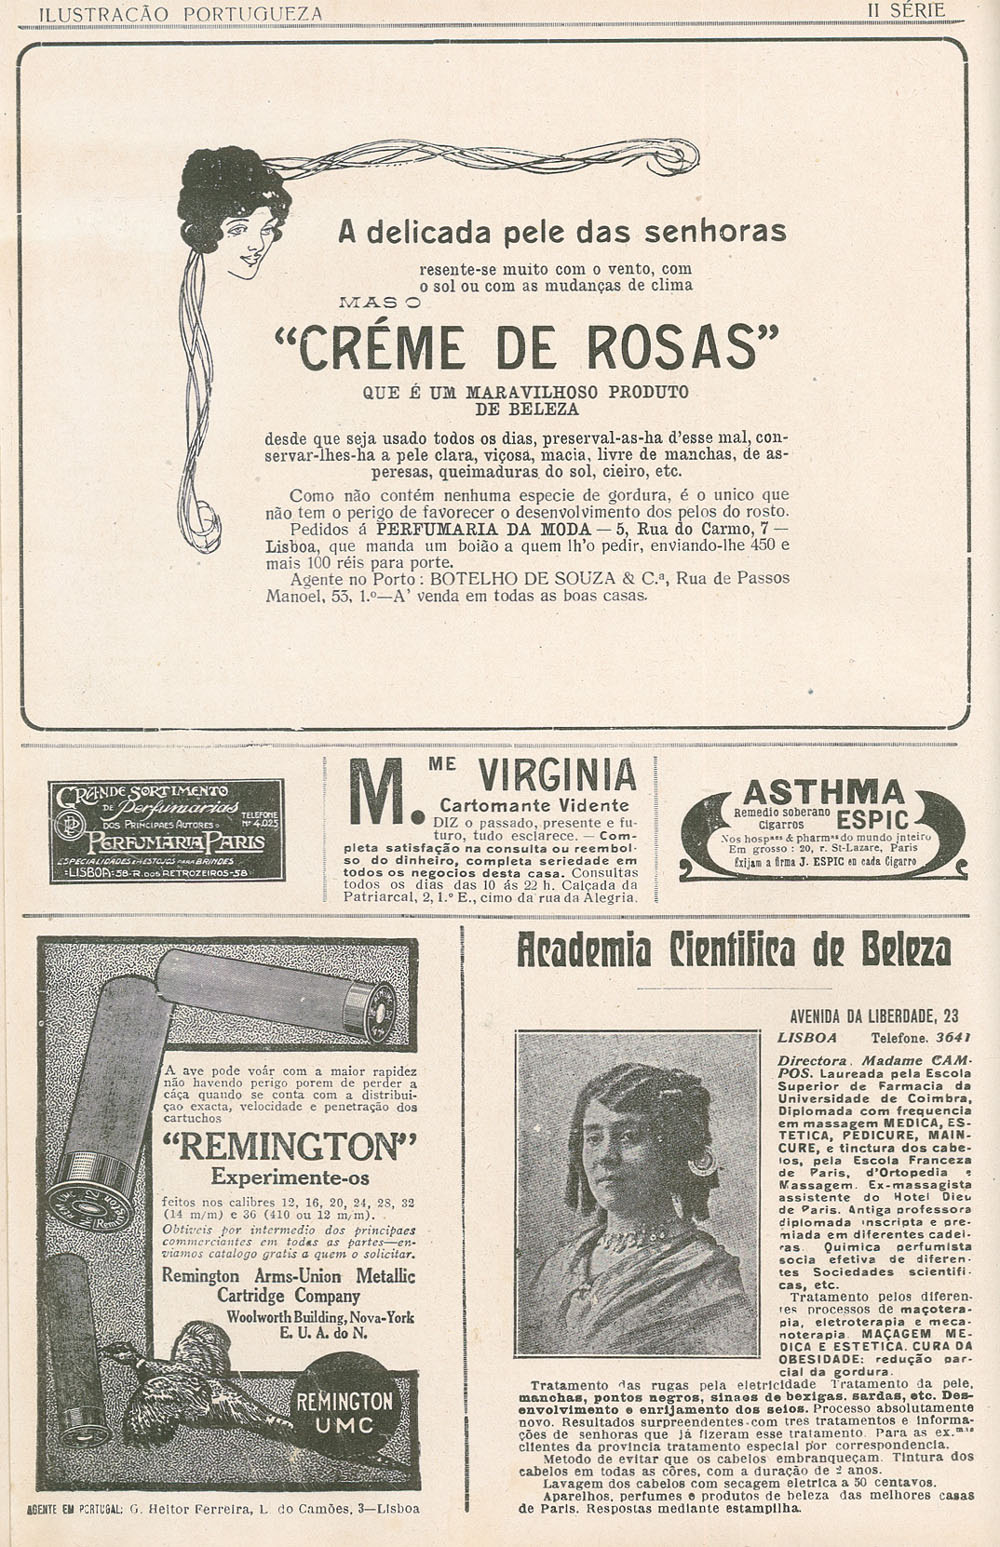 ILUSTRACÃO PORTUGUEZA
II SÉRIE
A delicada pele das senhoras
resente-se muito com o vento, com
o sol ou com as mudanças de clima
MAS O
“CRÉME DE ROSAS”
QUE É UM MARAVILHOSO PRODUTO
DE BELEZA
desde que seja usado todos os dias, preserval-as-ha d’esse mal, con-
servar-lhes-ha a pele clara, viçosa, macia, livre de manchas, de as-
peresas, queimaduras do sol, cieiro, etc.
Como não contém nenhuma especie de gordura, é o unico que
não tem o perigo de favorecer o desenvolvimento dos pelos do rosto.
Pedidos á PERFUMARIA DA MODA — 5, Rua do Carmo, 7 —
Lisboa, que manda um boião a quem lh’o pedir, enviando-lhe 450 e
mais 100 réis para porte.
Agente no Porto: BOTELHO DE SOUZA & C.ª, Rua de Passos
Manoel, 53, 1.º—A’ venda em todas as boas casas.
GRANDE SORTIMENTO
DE Perfumarias
DOS PRINCIPAES AUTORES
TELEFONE
Nº 4.025
PERFUMARIA PARIS
ESPECIALIDADES EM ESTOJOS PARA BRINDES
LISBOA-58-R. DOS RETROZEIROS-58
M.ME VIRGINIA
Cartomante Vidente
DIZ o passado, presente e fu-
turo, tudo esclarece. — Com-
pleta satisfação na consulta ou reembol-
so do dinheiro, completa seriedade em
todos os negocios desta casa. Consultas
todos os dias das 10 ás 22 h. Calçada da
Patriarcal, 2, 1.º E., cimo da rua da Alegria.
ASTHMA
Remedio soberano
Cigarros
ESPIC
Nos hospaes & pharmas do mundo inteiro
Em grosso : 20, r. St-Lazare, Paris
Exijam a firma J. ESPIC em cada Cigarro
A ave pode voár com a maior rapidez
não havendo perigo porem de perder a
cáça quando se conta com a distribui-
çao exacta, velocidade e penetração dos
cartuchos
“REMINGTON”
Experimente-os
feitos nos calibres 12, 16, 20, 24, 28, 32
(14 m/m) e 36 (410 ou 12 m/m).
Obtiveis por intermedio dos principaes
commerciantes em todas as partes—en-
viamos catalogo gratis a quem o solicitar.
Remington Arms-Union Metallic
Cartridge Company
Woolworth Building, Nova-York
E. U. A. do N.
REMINGTON
UMC
AGENTE EM PORTUGAL: G. Heitor Ferreira, L. do Camões, 3—Lisboa
Academia Cientifica de Beleza
AVENIDA DA LIBERDADE, 23
LISBOA Telefone. 3641
Directora. Madame CAM-
POS. Laureada pela Escola
Superior de Farmacia da
Universidade de Coimbra,
Diplomada com frequencia
em massagem MEDICA, ES-
TETICA, PEDICURE, MAIN-
CURE, e tinctura dos cabe-
los, pela Escola Franceza
de Paris, d’Ortopedia e
Massagem. Ex-massagista
assistente do Hotel Dieu
de Paris. Antiga professora
diplomada inscripta e pre-
miada em diferentes cadei-
ras. Quimica perfumista
socia efetiva de diferen-
tes Sociedades scientifi-
cas, etc.
Tratamento pelos diferen-
tes processos de maçotera-
pia, eletroterapia e meca-
noterapia. MAÇAGEM ME-
DICA E ESTETICA. CURA DA
OBESIDADE: redução par-
cial da gordura.
Tratamento das rugas pela eletricidade Tratamento da pele,
manchas, pontos negros, sinaes de bexigas, sardas, etc. Des-
envolvimento e enrijamento dos seios. Processo absolutamente
novo. Resultados surpreendentes com tres tratamentos e informa-
ções de senhoras que já fizeram esse tratamento. Para as ex.mas
clientes da provincia tratamento especial por correspondencia.
Metodo de evitar que os cabelos embranqueçam. Tintura dos
cabelos em todas as côres, com a duração de 2 anos.
Lavagem dos cabelos com secagem eletrica a 50 centavos.
Aparelhos, perfumes e produtos de beleza das melhores casas
de Paris. Respostas mediante estampilha.